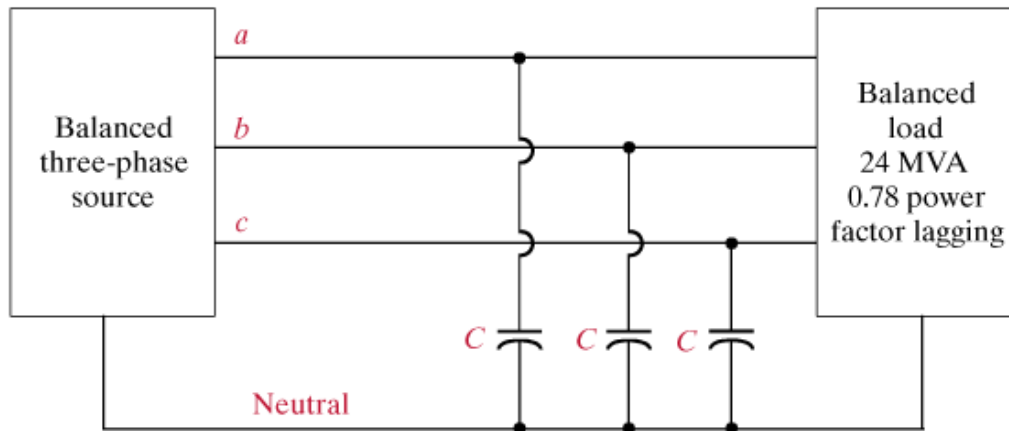 a
Balanced
three-phase
source
b
c
Balanced
load
24 MVA
0.78 power
factor lagging
C
C
C
Neutral